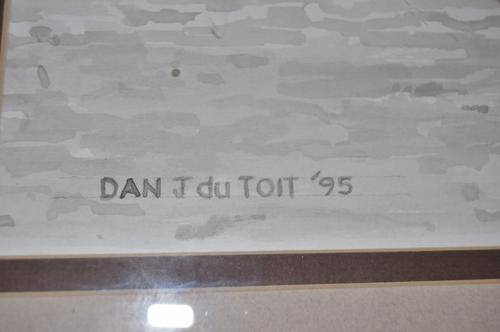 DAN J du TOIT '95